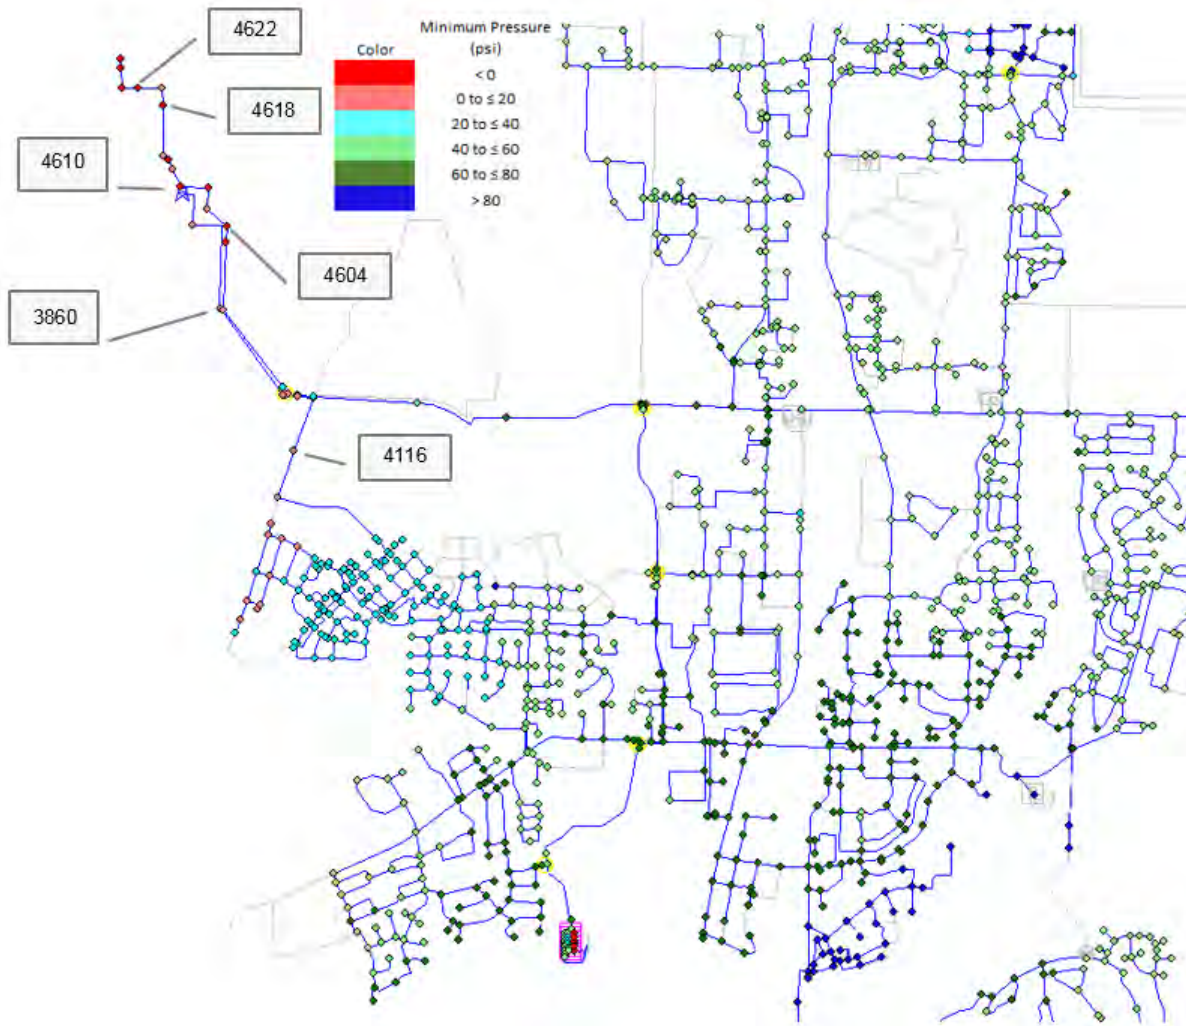 4622
Minimum Pressure
Color (psi)
< 0
4618
0 to ≤ 20
20 to ≤ 40
4610
40 to ≤ 60
60 to ≤ 80
> 80
4604
3860
4116